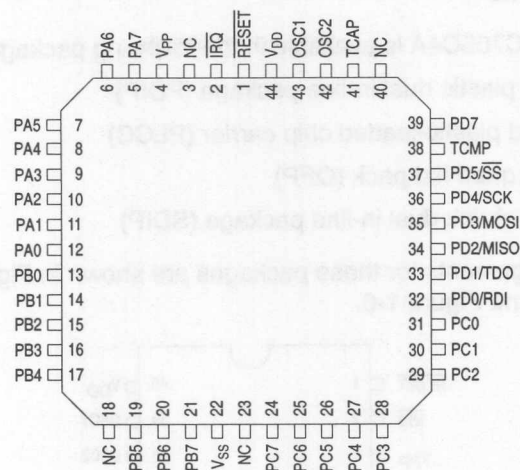 PA6 PA7 VPP NC IRQ RESET VDD OSC1 OSC2 TCAP NC
6 5 4 3 2 1 44 43 42 41 40
PA5 7 39 PD7
PA4 8 38 TCMP
PA3 9 37 PD5/SS
PA2 10 36 PD4/SCK
PA1 11 35 PD3/MOSI
PA0 12 34 PD2/MISO
PB0 13 33 PD1/TDO
PB1 14 32 PD0/RDI
PB2 15 31 PC0
PB3 16 30 PC1
PB4 17 29 PC2
18 19 20 21 22 23 24 25 26 27 28
NC PB5 PB6 PB7 VSS NC PC7 PC6 PC5 PC4 PC3